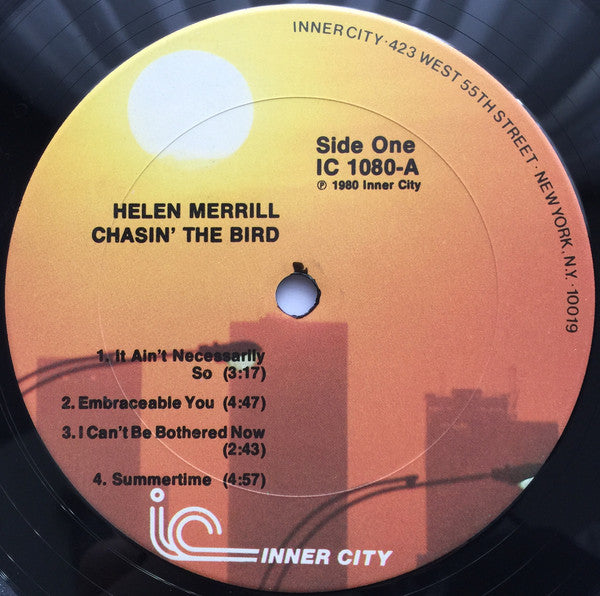 INNER CITY · 423 WEST 55TH STREET · NEW YORK, N.Y. · 10019
Side One
IC 1080-A
℗ 1980 Inner City
HELEN MERRILL
CHASIN' THE BIRD
1. It Ain't Necessarily
So (3:17)
2. Embraceable You (4:47)
3. I Can't Be Bothered Now
(2:43)
4. Summertime (4:57)
ic
INNER CITY